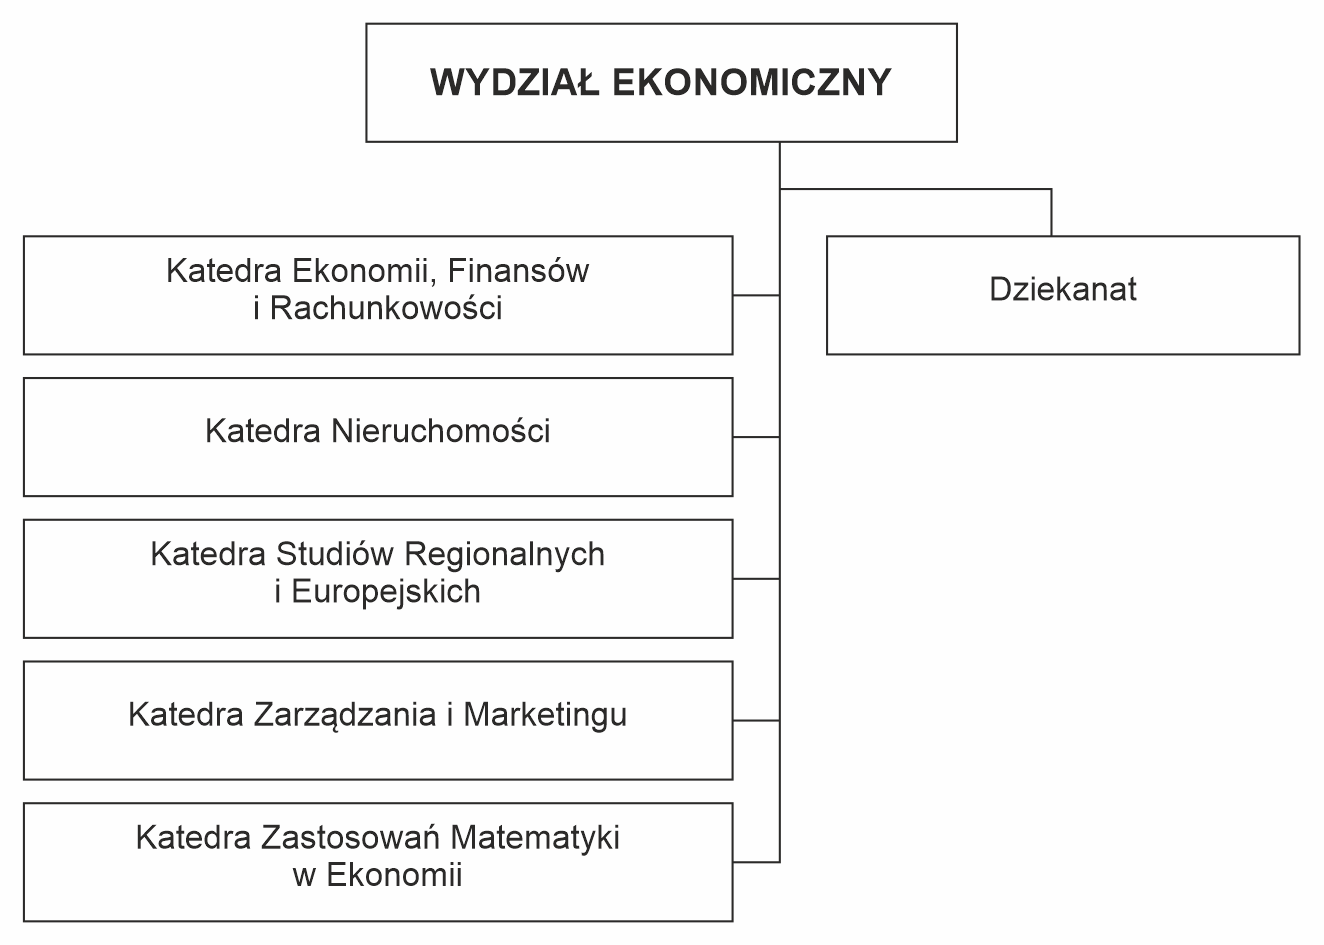 WYDZIAŁ EKONOMICZNY
Katedra Ekonomii, Finansów
i Rachunkowości
Dziekanat
Katedra Nieruchomości
Katedra Studiów Regionalnych
i Europejskich
Katedra Zarządzania i Marketingu
Katedra Zastosowań Matematyki
w Ekonomii